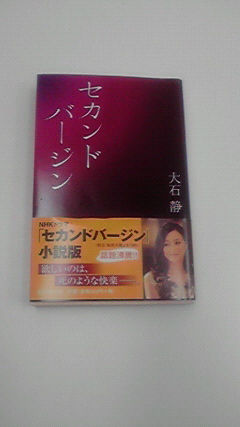 セカンド
バージン
大石 静
NHKドラマ
「セカンドバージン」
小説版
話題沸騰!!
欲しいのは、
死のような快楽——